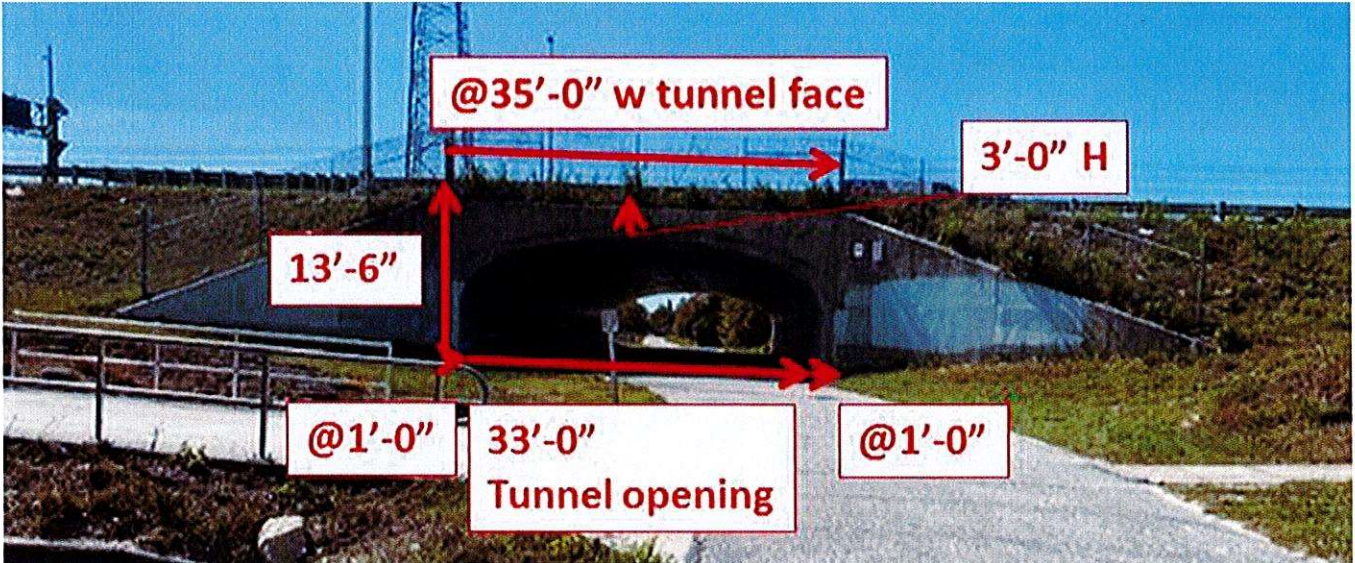 @35’-0” w tunnel face
3’-0” H
13’-6”
@1’-0”
33’-0”
Tunnel opening
@1’-0”